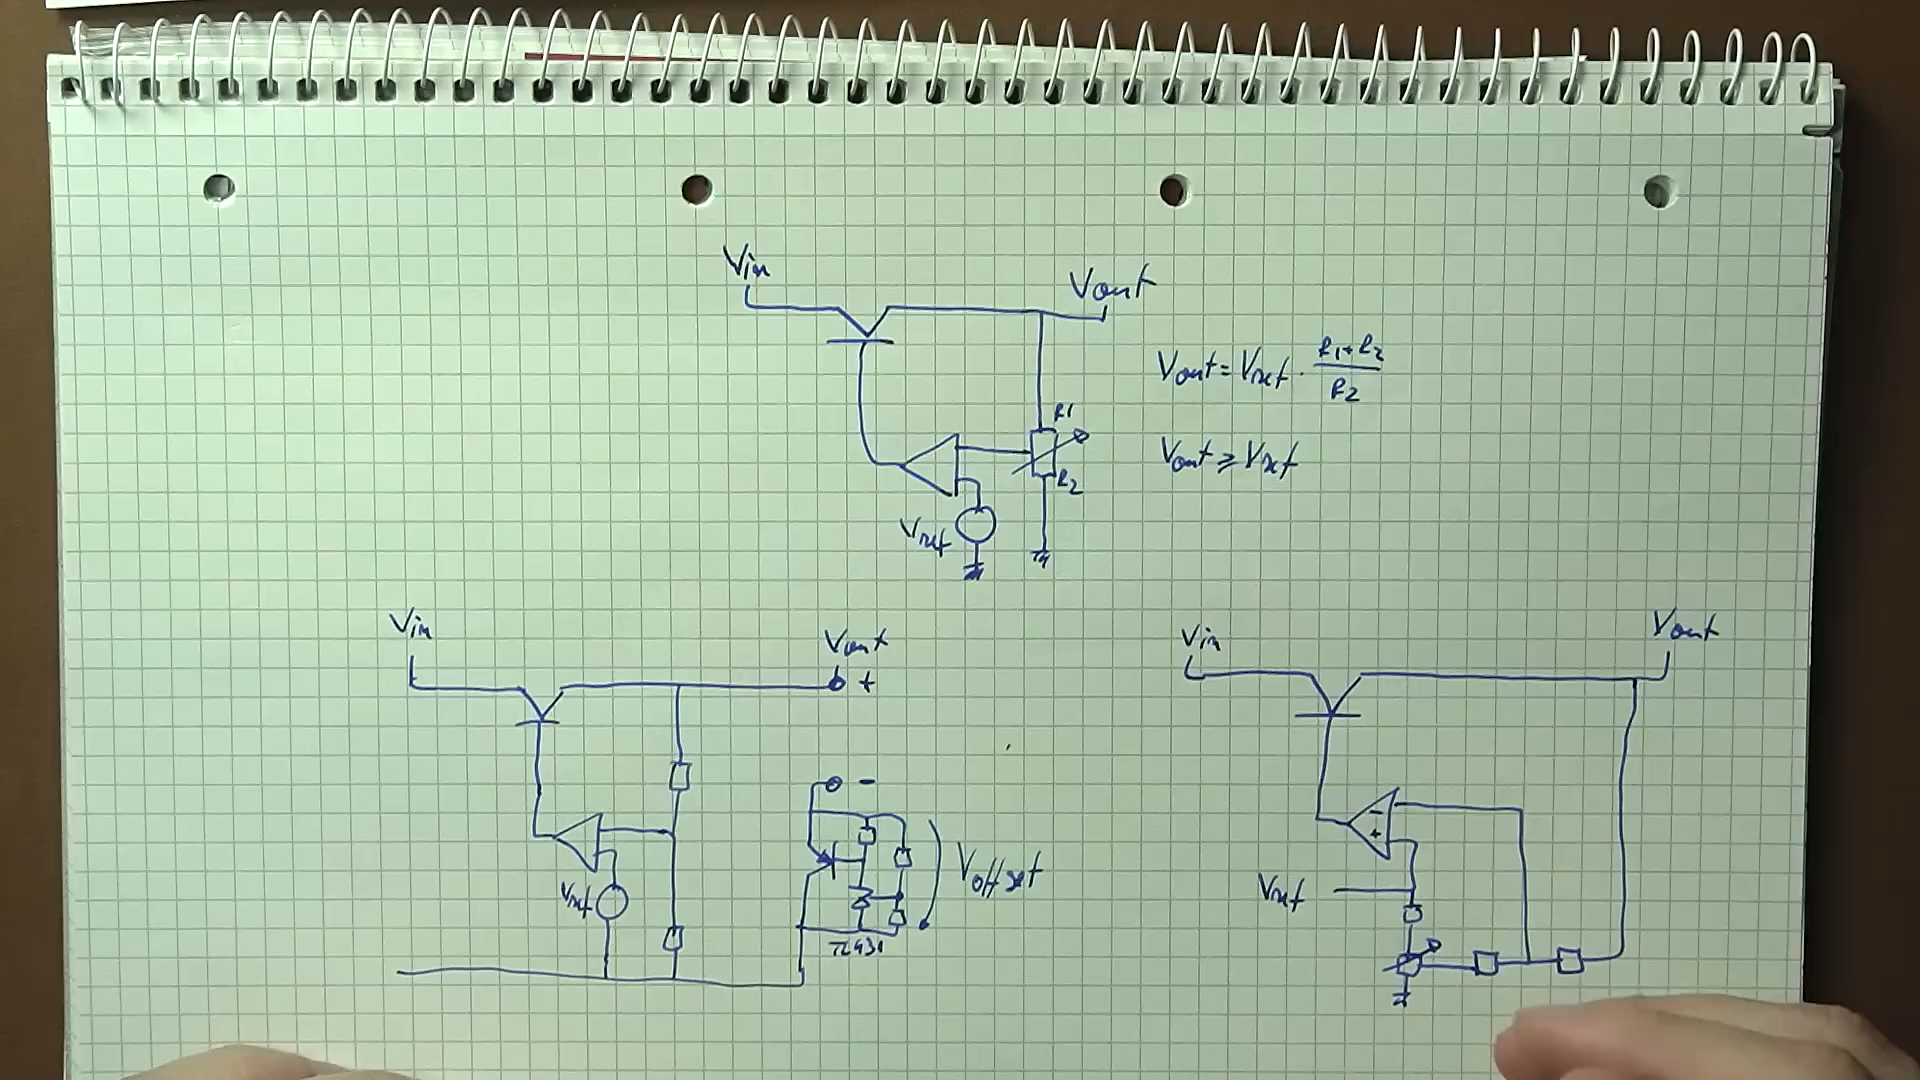 Vin
Vout
Vout = Vref · R1+R2 / R2
R1
Vout ≥ Vref
R2
Vref
Vin
Vout
+
-
Vref
Voffset
TL431
Vin
Vout
-
+
Vref